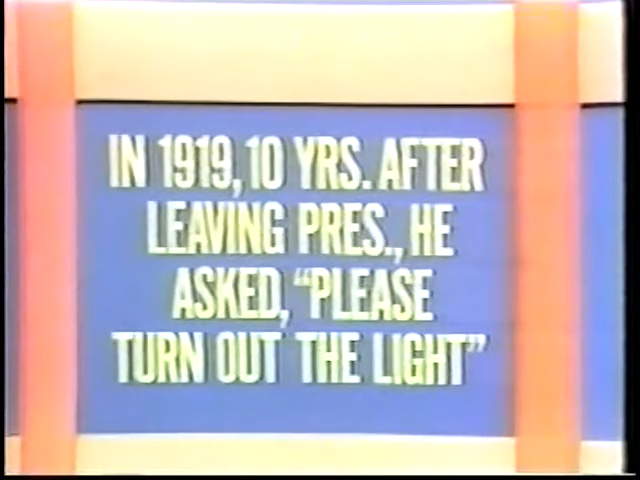 IN 1919, 10 YRS. AFTER
LEAVING PRES., HE
ASKED, "PLEASE
TURN OUT THE LIGHT"